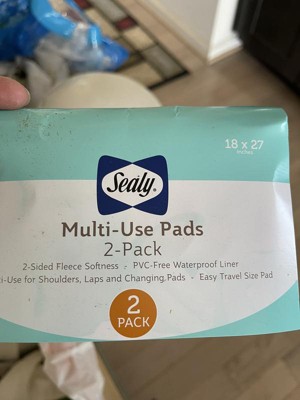 18 x 27
inches
Sealy
Multi-Use Pads
2-Pack
2-Sided Fleece Softness - PVC-Free Waterproof Liner
ti-Use for Shoulders, Laps and Changing Pads - Easy Travel Size Pad
2
PACK